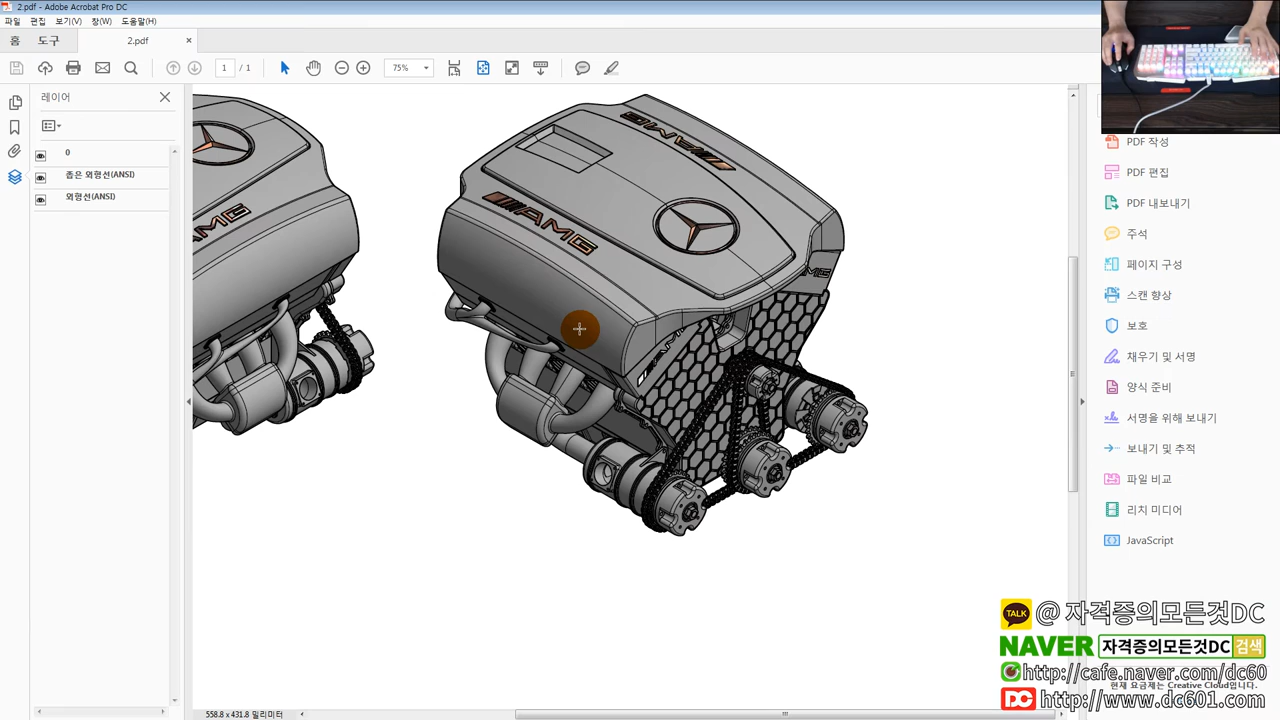 2.pdf - Adobe Acrobat Pro DC
파일 편집 보기(V) 창(W) 도움말(H)
홈 도구 2.pdf ×
1 / 1 75%
레이어
0
좁은 외형선(ANSI)
외형선(ANSI)
AMG
AMG
AMG
AMG
PDF 작성
PDF 편집
PDF 내보내기
주석
페이지 구성
스캔 향상
보호
채우기 및 서명
양식 준비
서명을 위해 보내기
보내기 및 추적
파일 비교
리치 미디어
JavaScript
TALK @ 자격증의모든것DC
NAVER 자격증의모든것DC 검색
http://cafe.naver.com/dc60
현재 요금제는 Creative Cloud입니다.
DC http://www.dc601.com
558.8 x 431.8 밀리미터